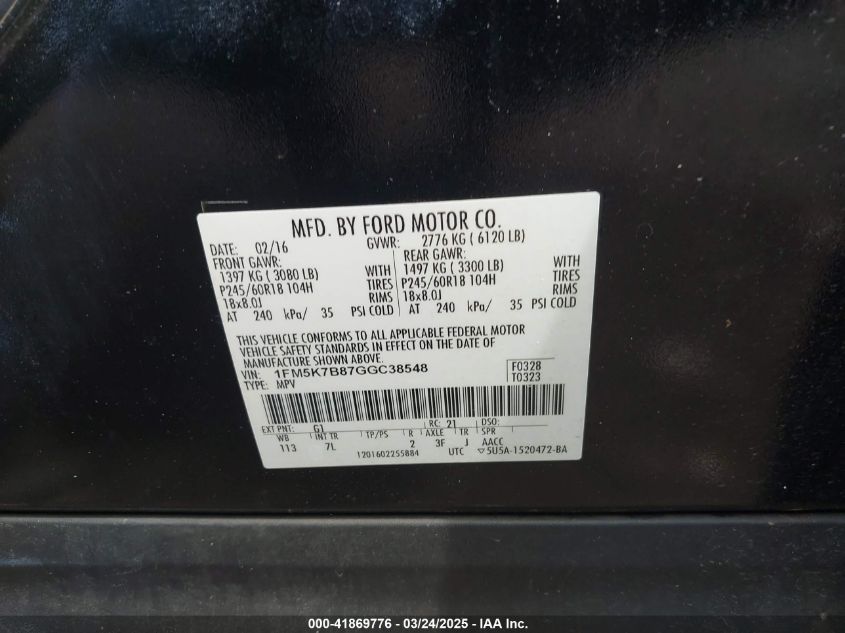 MFD. BY FORD MOTOR CO.
DATE: 02/16 GVWR: 2776 KG ( 6120 LB)
FRONT GAWR: REAR GAWR:
1397 KG ( 3080 LB) WITH 1497 KG ( 3300 LB) WITH
P245/60R18 104H TIRES P245/60R18 104H TIRES
18x8.0J RIMS 18x8.0J RIMS
AT 240 kPa/ 35 PSI COLD AT 240 kPa/ 35 PSI COLD
THIS VEHICLE CONFORMS TO ALL APPLICABLE FEDERAL MOTOR
VEHICLE SAFETY STANDARDS IN EFFECT ON THE DATE OF
MANUFACTURE SHOWN ABOVE.
VIN: 1FM5K7B87GGC38548 F0328
TYPE: MPV T0323
EXT PNT: G1 RC: 21 DSO:
WB INT TR TP/PS R AXLE TR SPR
113 7L 2 3F J AACC
1201602255884 UTC ▽5U5A-1520472-BA
000-41869776 - 03/24/2025 - IAA Inc.